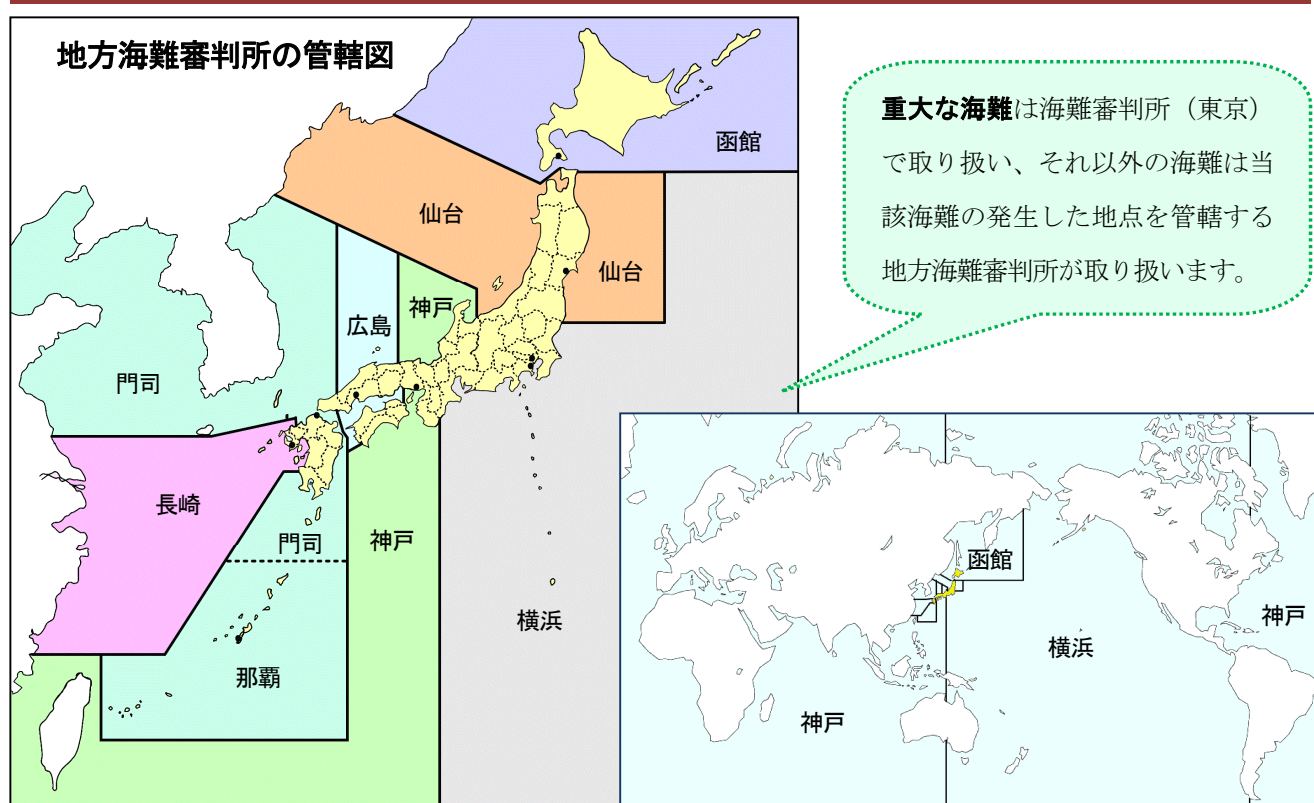 地方海難審判所の管轄図
函館
仙台
仙台
神戸
広島
門司
長崎
門司
神戸
横浜
那覇
重大な海難は海難審判所（東京）
で取り扱い、それ以外の海難は当
該海難の発生した地点を管轄する
地方海難審判所が取り扱います。
函館
神戸
横浜
神戸